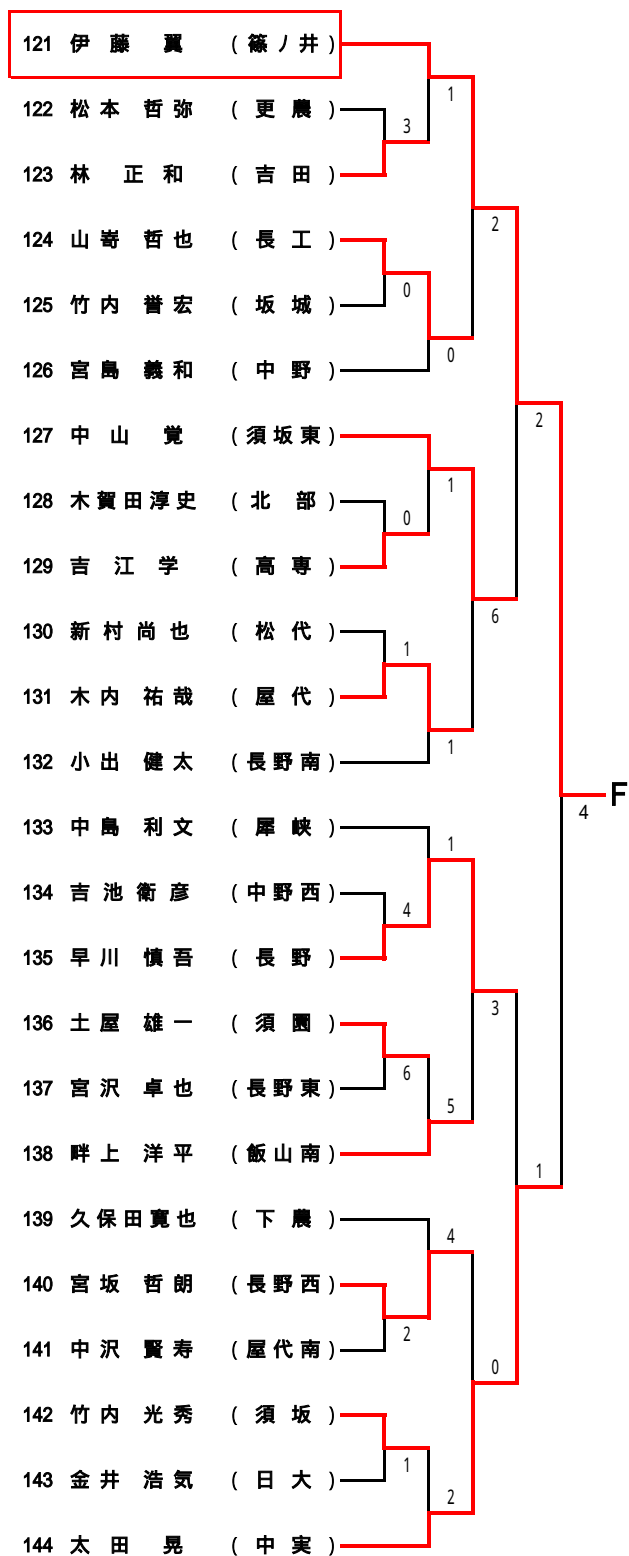 121 伊藤 翼 (篠ノ井)
1
122 松本 哲弥 (更農)
3
123 林 正和 (吉田)
2
124 山嵜 哲也 (長工)
0
125 竹内 誉宏 (坂城)
0
126 宮島 義和 (中野)
2
127 中山 覚 (須坂東)
1
128 木賀田淳史 (北部)
0
129 吉江 学 (高専)
6
130 新村尚也 (松代)
1
131 木内 祐哉 (屋代)
1
132 小出 健太 (長野南)
F
4
133 中島 利文 (犀峡)
1
134 吉池衛彦 (中野西)
4
135 早川 慎吾 (長野)
3
136 土屋 雄一 (須園)
6
137 宮沢 卓也 (長野東)
5
138 畔上 洋平 (飯山南)
1
139 久保田寛也 (下農)
4
140 宮坂 哲朗 (長野西)
2
141 中沢 賢寿 (屋代南)
0
142 竹内 光秀 (須坂)
1
143 金井 浩気 (日大)
2
144 太田 晃 (中実)